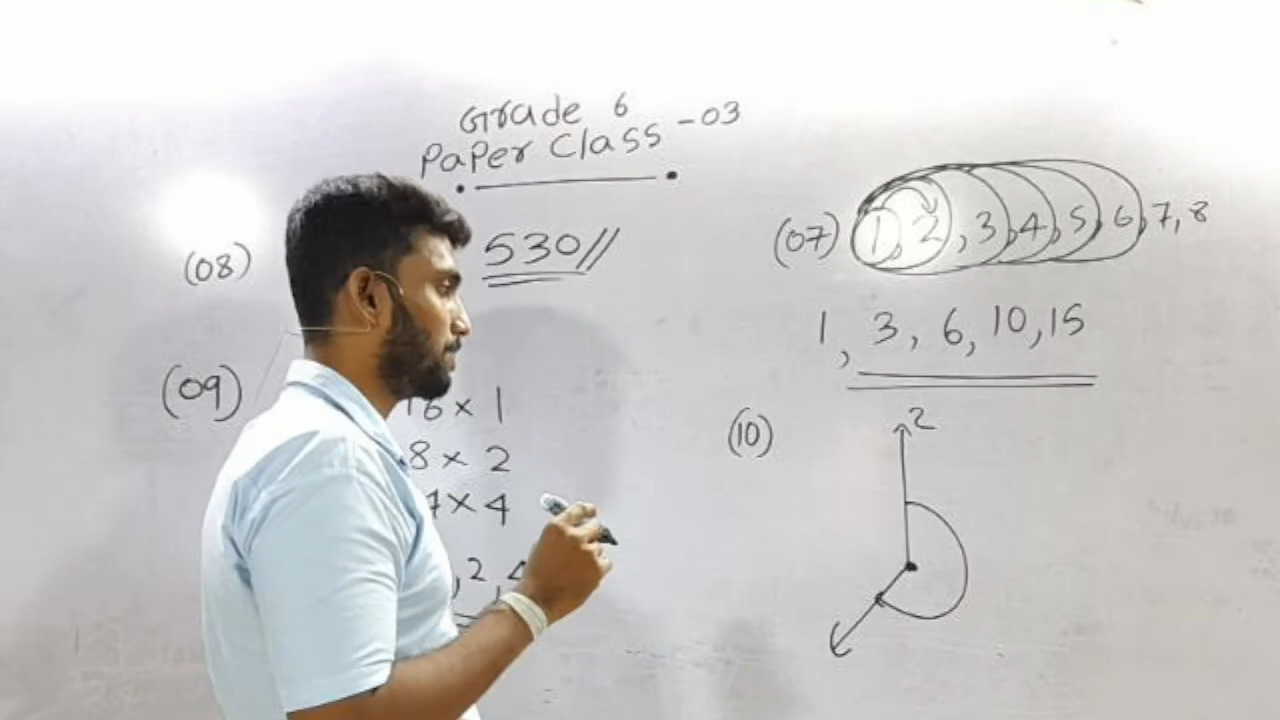 Grade 6
Paper Class - 03
(08) 530//
(09)
16 × 1
8 × 2
4 × 4
,2, 4
(07) 1, 2, 3, 4, 5, 6, 7, 8
1, 3, 6, 10, 15
(10)
2